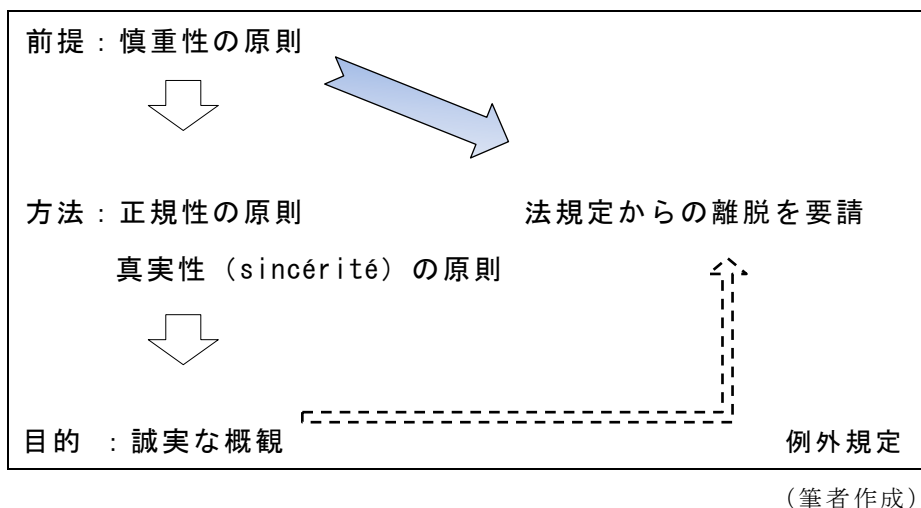 前提：慎重性の原則
方法：正規性の原則 法規定からの離脱を要請
真実性（sincérité）の原則
目的 ：誠実な概観 例外規定
（筆者作成）